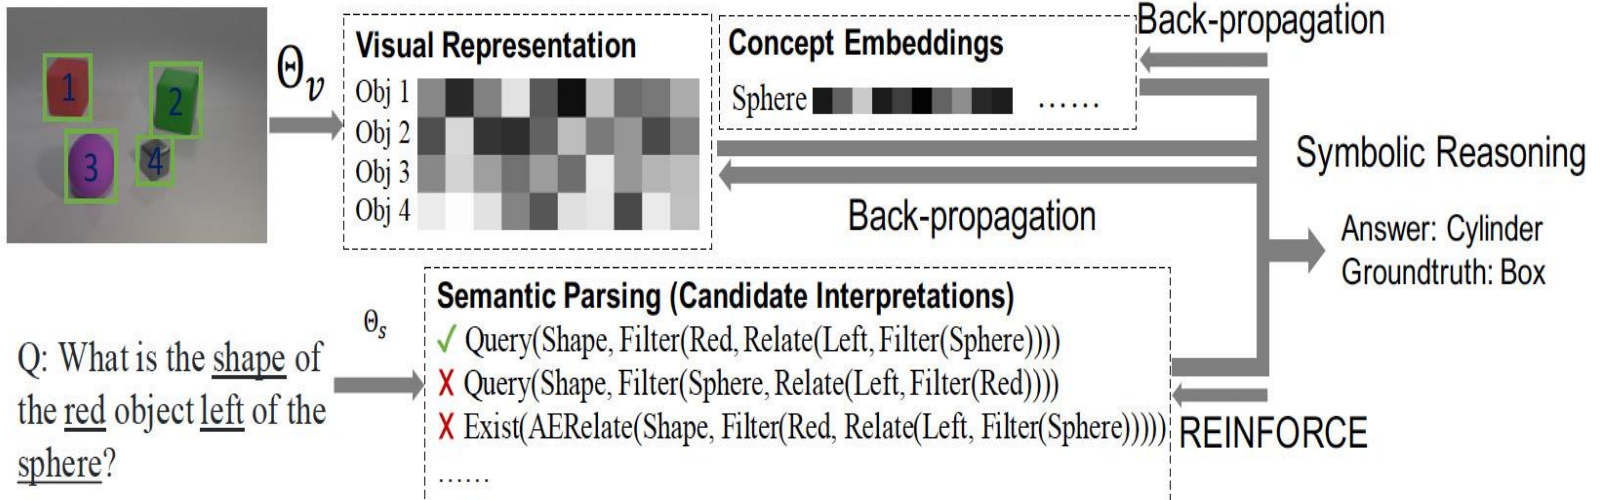 1
2
3
4
Θv
Visual Representation
Obj 1
Obj 2
Obj 3
Obj 4
Concept Embeddings
Sphere ......
Back-propagation
Back-propagation
Symbolic Reasoning
Answer: Cylinder
Groundtruth: Box
Q: What is the shape of
the red object left of the
sphere?
Θs
Semantic Parsing (Candidate Interpretations)
✓ Query(Shape, Filter(Red, Relate(Left, Filter(Sphere))))
✗ Query(Shape, Filter(Sphere, Relate(Left, Filter(Red))))
✗ Exist(AERelate(Shape, Filter(Red, Relate(Left, Filter(Sphere)))))
......
REINFORCE